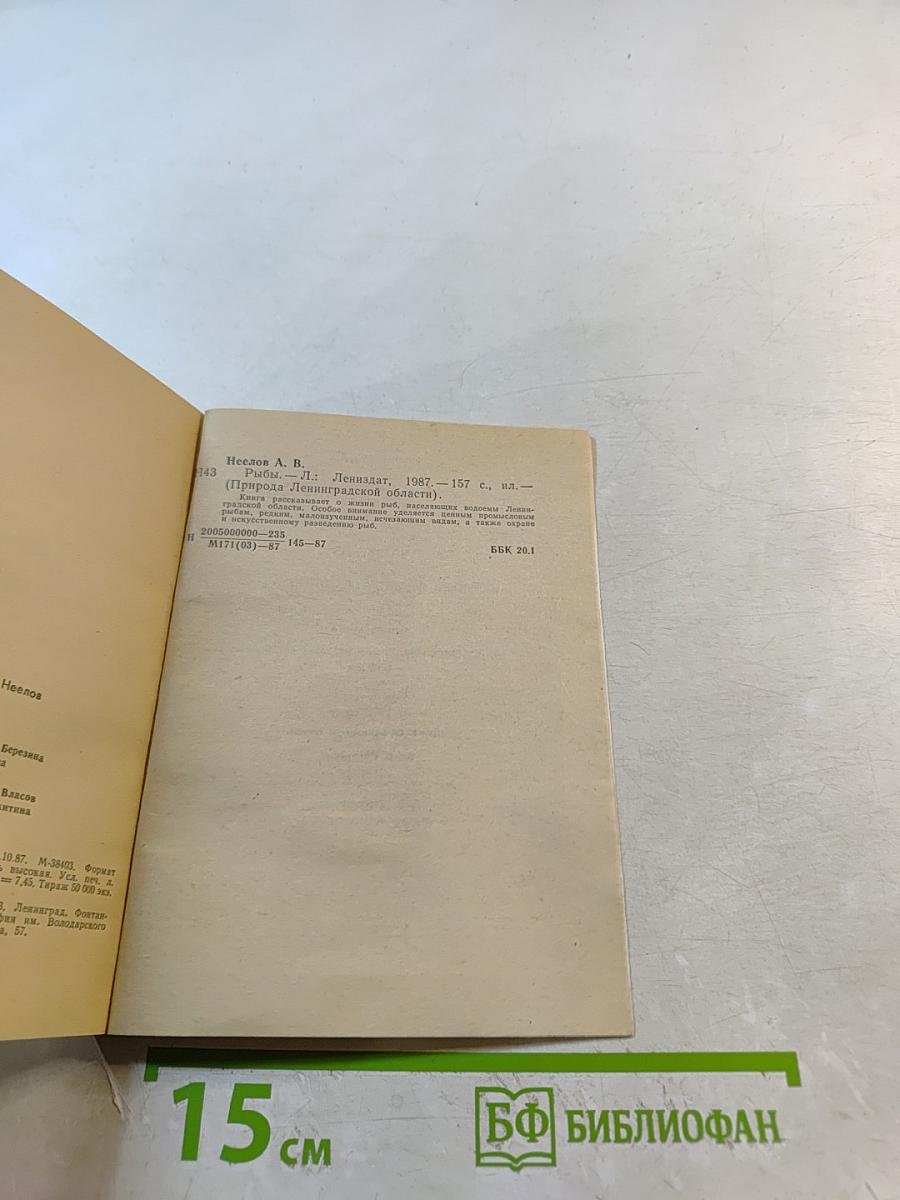 Неелов
Березина
Власов
.10.87. М-38403. Формат
высокая. Усл. печ. л.
= 7,45. Тираж 50 000 экз.
Ленинград, Фонтан-
им. Володарского
57.
Неелов А. В.
Н43 Рыбы. — Л.: Лениздат, 1987. — 157 с., ил. —
(Природа Ленинградской области).
Книга рассказывает о жизни рыб, населяющих водоемы Ленин-
градской области. Особое внимание уделяется ценным промысловым
рыбам, редким, малоизученным, исчезающим видам, а также охране
и искусственному разведению рыб.
Н 2005000000—235
М171(03)—87 145—87
ББК 20.1
15 см
БФ БИБЛИОФАН